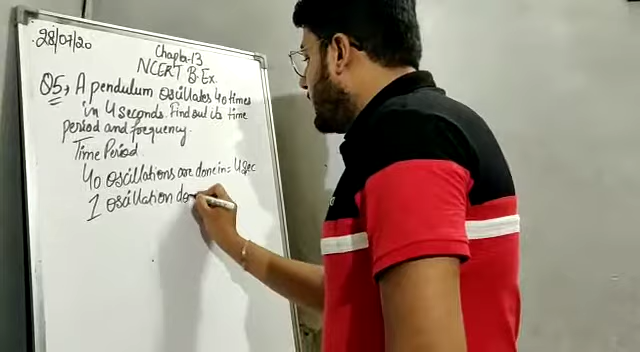 28/07/20
Chapter-13
NCERT B.Ex.
Q5, A pendulum oscillates 40 times
in 4 seconds. Find out its time
period and frequency.
Time Period.
40 oscillations are done in = 4 sec
1 oscillation do